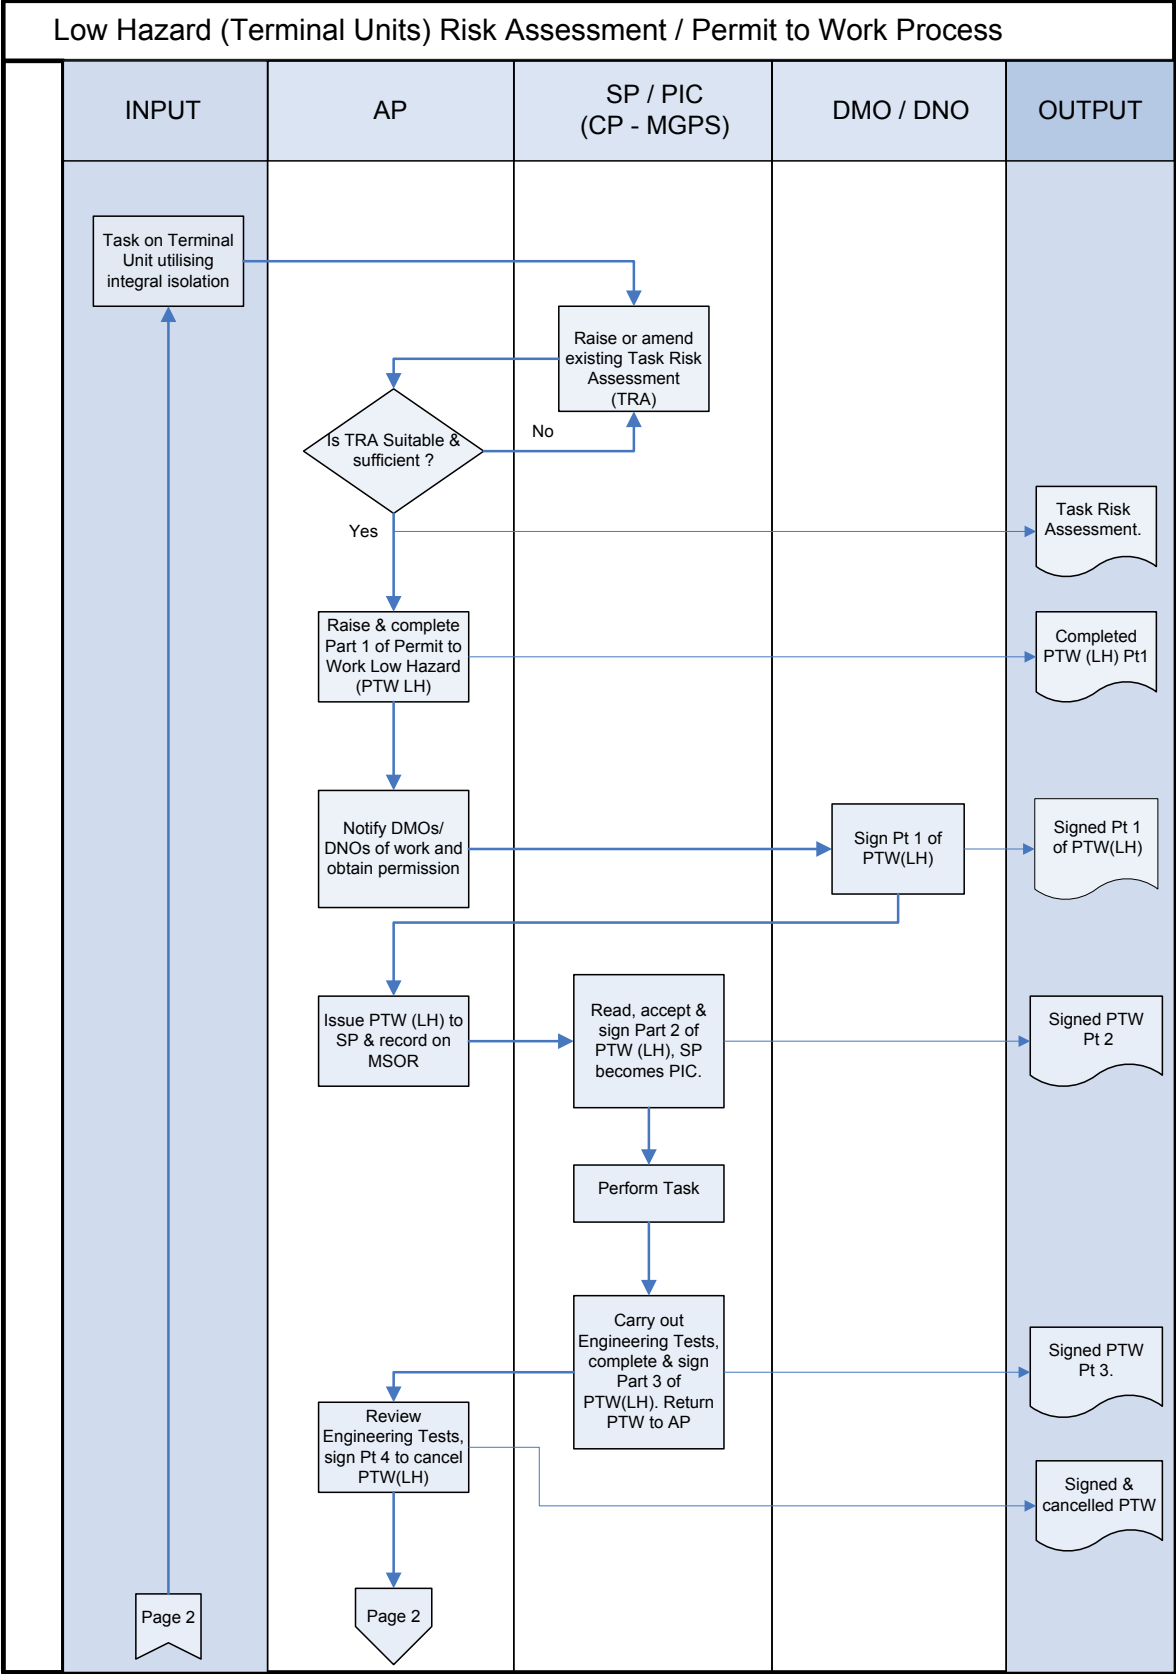 Low Hazard (Terminal Units) Risk Assessment / Permit to Work Process
INPUT
AP
SP / PIC
(CP - MGPS)
DMO / DNO
OUTPUT
Task on Terminal
Unit utilising
integral isolation
Raise or amend
existing Task Risk
Assessment
(TRA)
Is TRA Suitable &
sufficient ?
No
Yes
Task Risk
Assessment.
Raise & complete
Part 1 of Permit to
Work Low Hazard
(PTW LH)
Completed
PTW (LH) Pt1
Notify DMOs/
DNOs of work and
obtain permission
Sign Pt 1 of
PTW(LH)
Signed Pt 1
of PTW(LH)
Issue PTW (LH) to
SP & record on
MSOR
Read, accept &
sign Part 2 of
PTW (LH), SP
becomes PIC.
Signed PTW
Pt 2
Perform Task
Carry out
Engineering Tests,
complete & sign
Part 3 of
PTW(LH). Return
PTW to AP
Signed PTW
Pt 3.
Review
Engineering Tests,
sign Pt 4 to cancel
PTW(LH)
Signed &
cancelled PTW
Page 2
Page 2